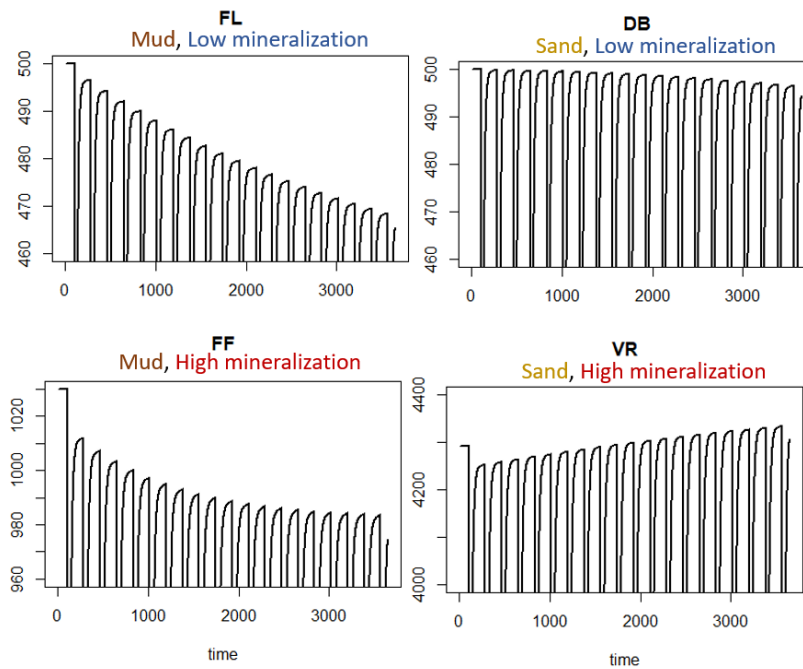 FL
Mud, Low mineralization
500
490
480
470
460
0 1000 2000 3000
DB
Sand, Low mineralization
500
490
480
470
460
0 1000 2000 3000
FF
Mud, High mineralization
1020
1000
980
960
0 1000 2000 3000
time
VR
Sand, High mineralization
4400
4200
4000
0 1000 2000 3000
time